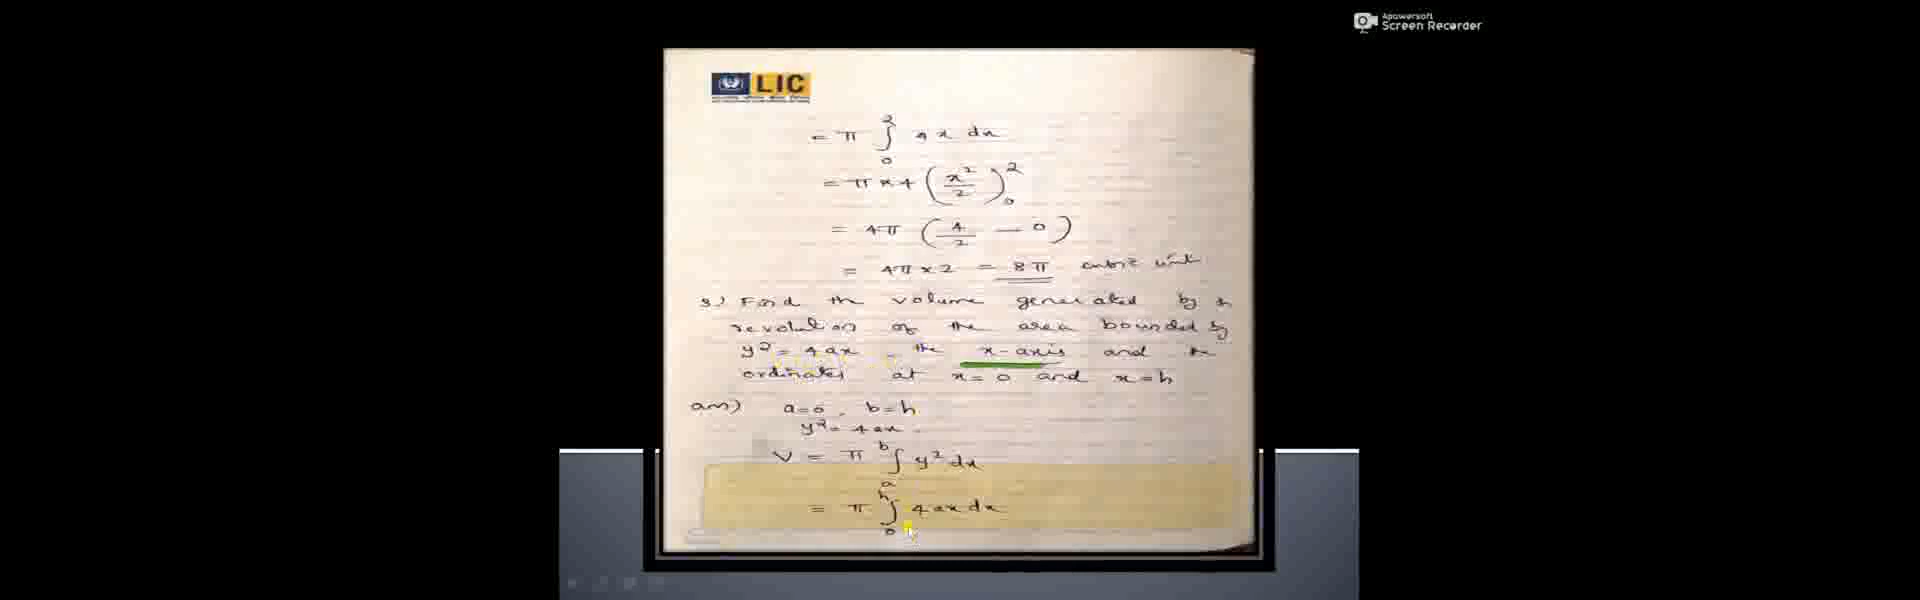 Apowersoft
Screen Recorder
LIC
= π ∫₀² 4x dx
= π × 4 (x²/2)₀²
= 4π (4/2 — 0)
= 4π × 2 = 8π cubic unit
3) Find the volume generated by the
revolution of the area bounded by
y² = 4ax, the x-axis and the
ordinates at x=0 and x=h
ans) a=0, b=h
y² = 4ax
V = π ∫ₐᵇ y² dx
= π ∫₀ʰ 4ax dx